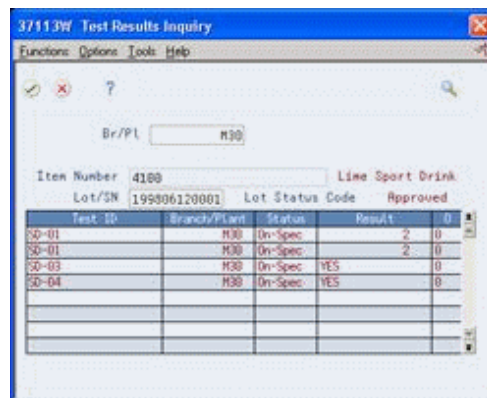 37113W Test Results Inquiry
Functions Options Tools Help
?
Br/Pt M30
Item Number 4100 Lime Sport Drink
Lot/SN 199806120001 Lot Status Code Approved
Test ID Branch/Plant Status Result O
SD-01 M30 On-Spec 2 0
SD-01 M30 On-Spec 2 0
SD-03 M30 On-Spec YES 0
SD-04 M30 On-Spec YES 0